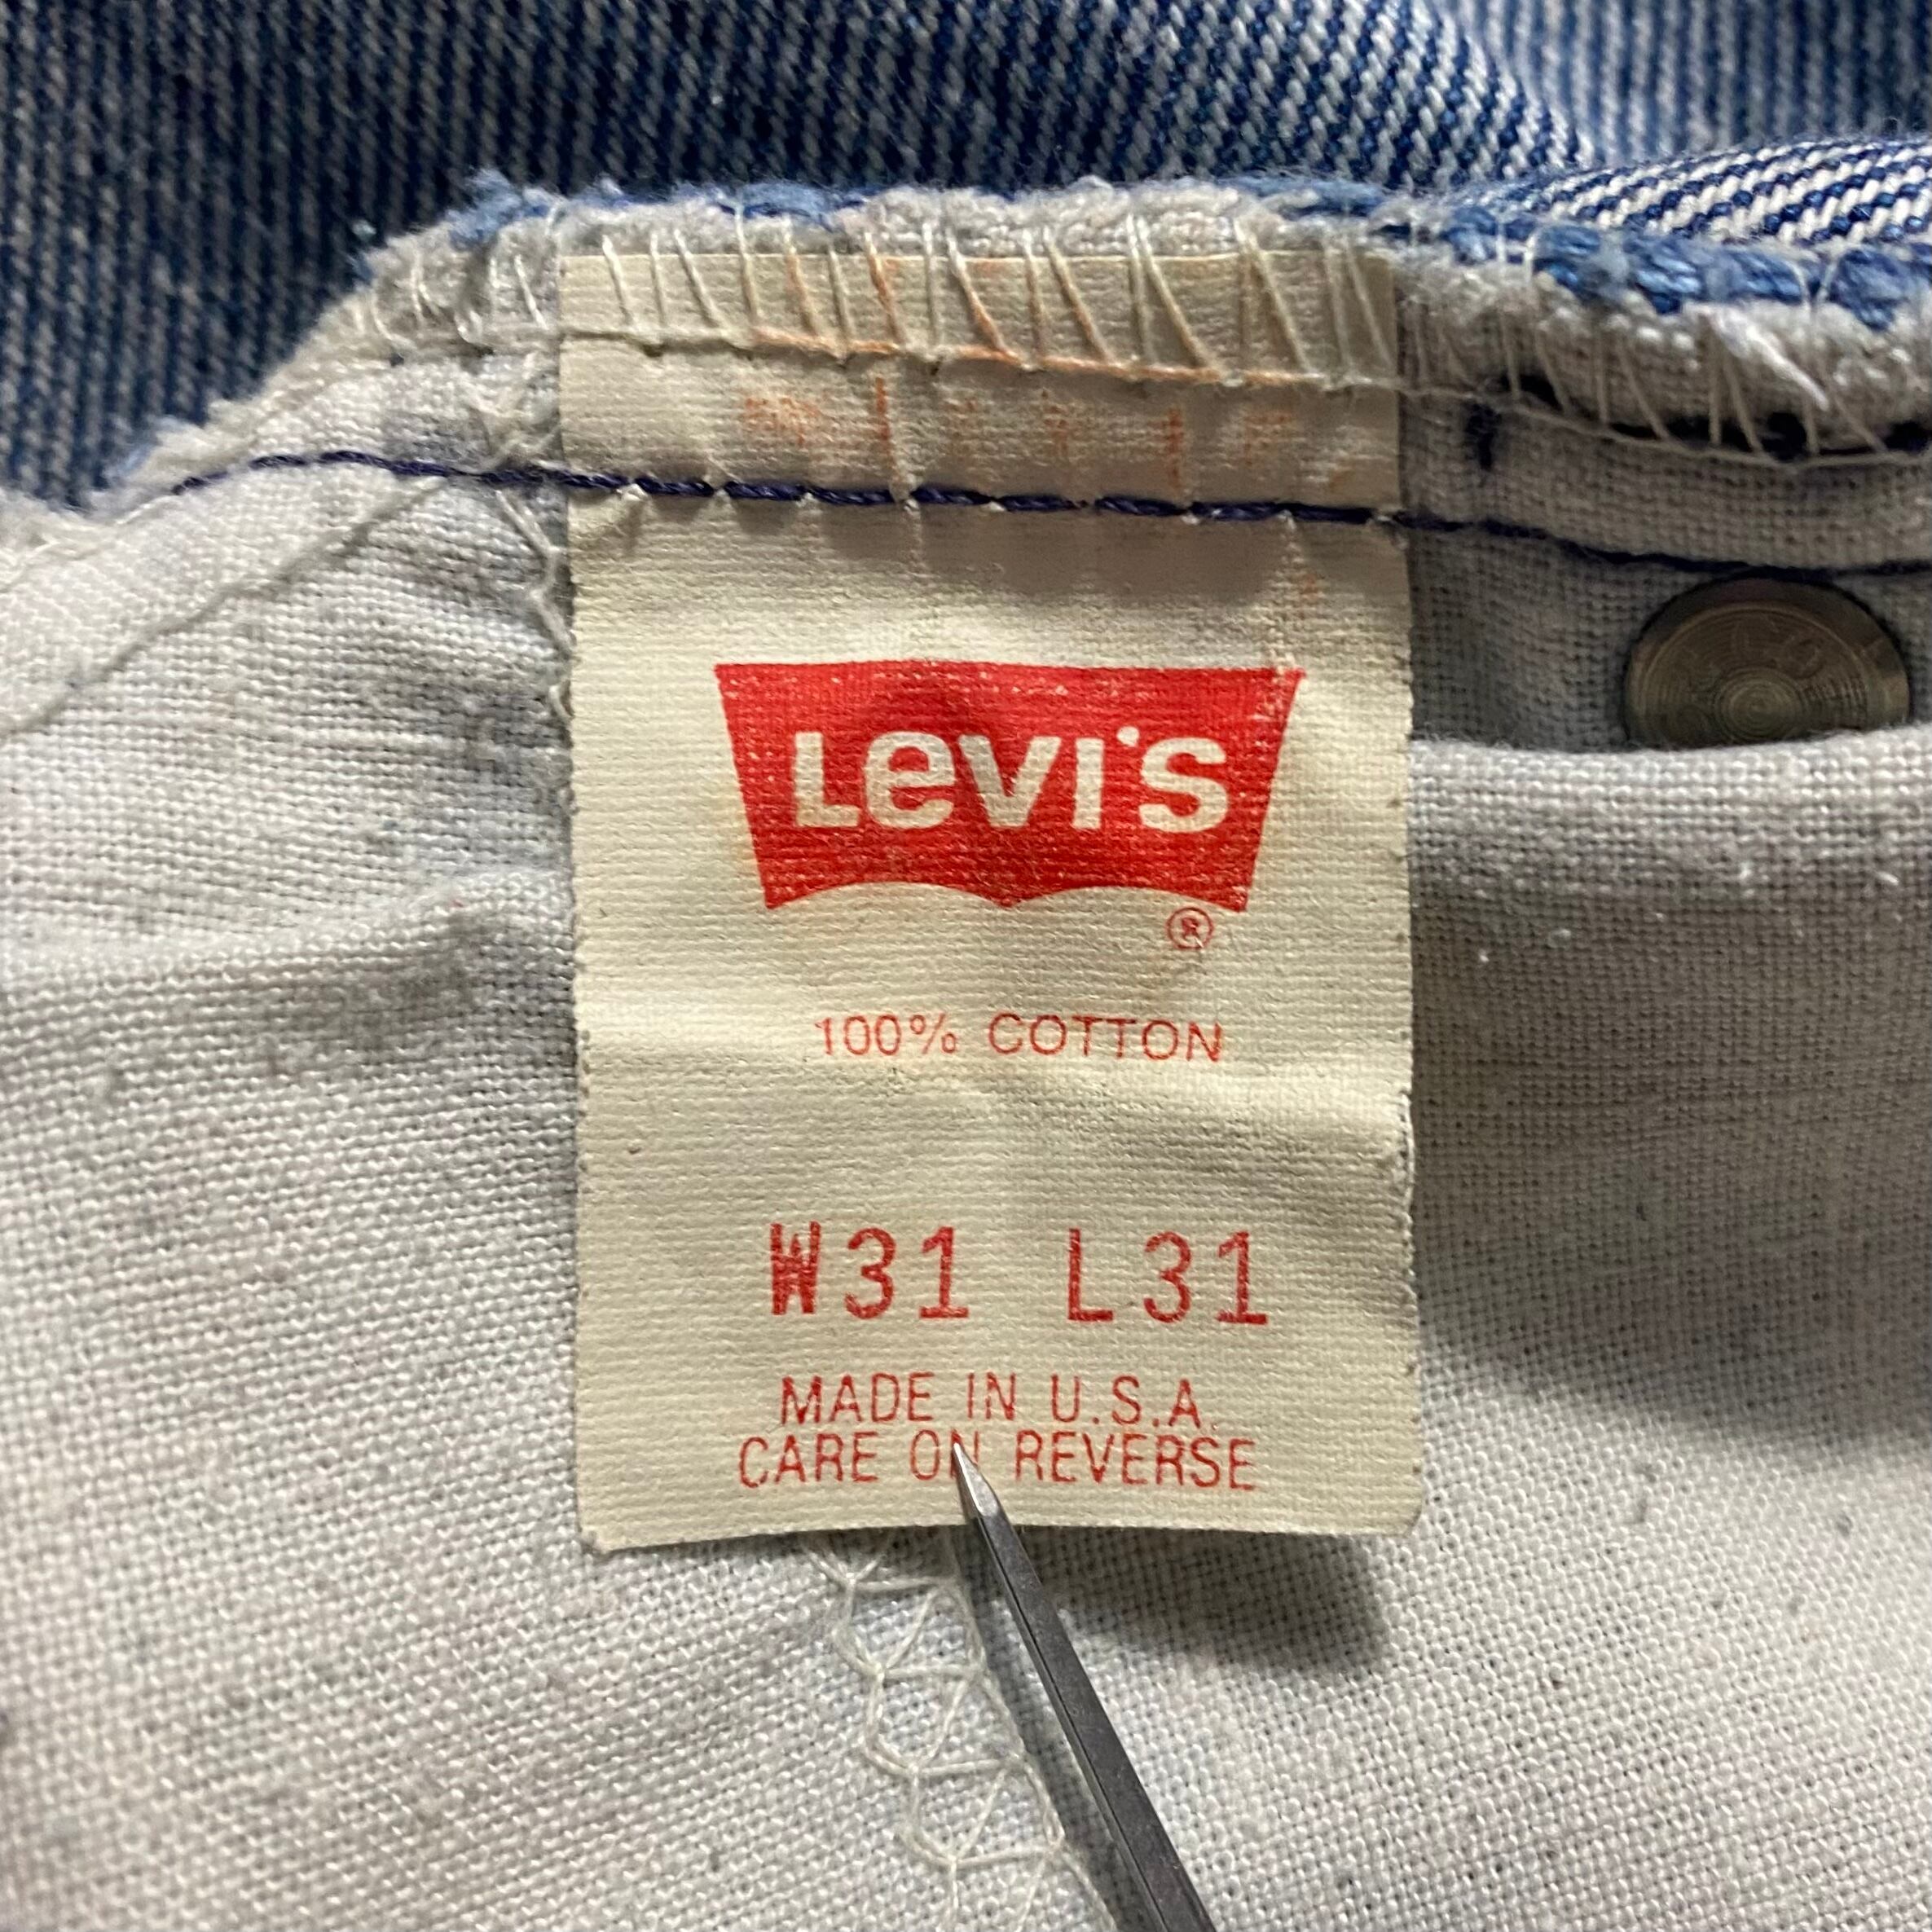 Levi's
®
100% COTTON
W31 L31
MADE IN U.S.A.
CARE ON REVERSE